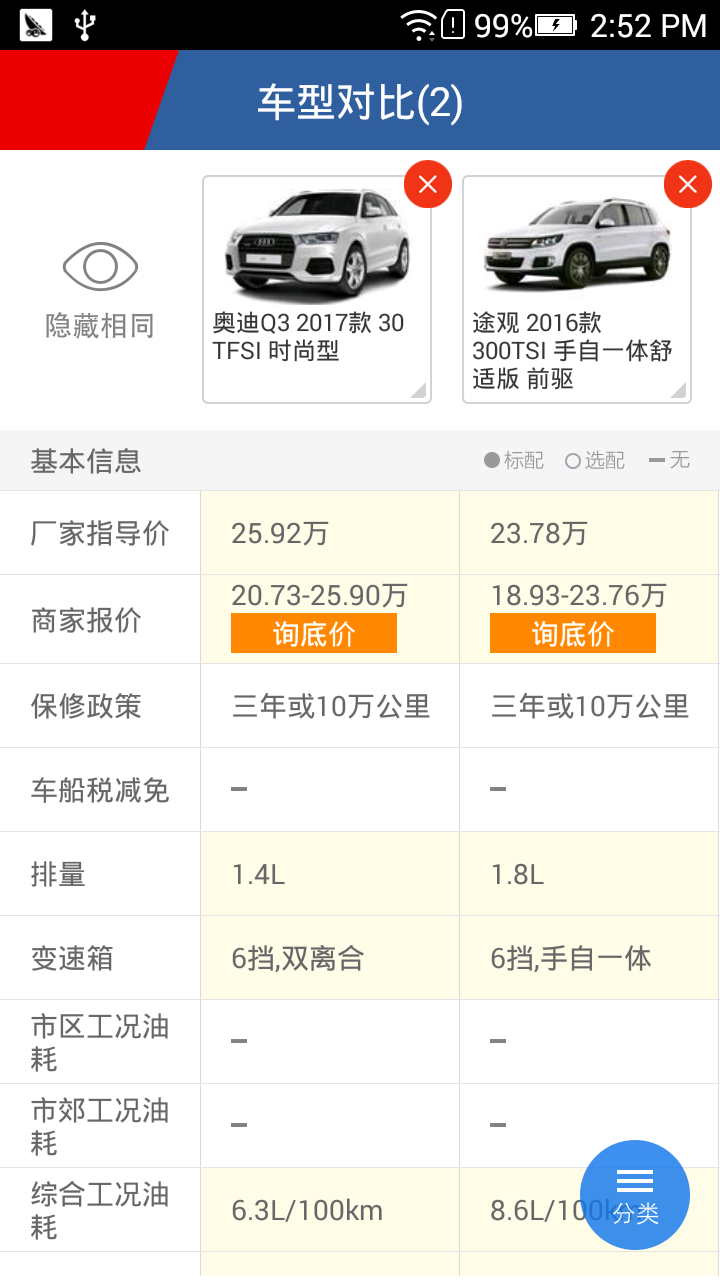 99% 2:52 PM
车型对比(2)
隐藏相同
奥迪Q3 2017款 30
TFSI 时尚型
途观 2016款
300TSI 手自一体舒
适版 前驱
基本信息
标配 选配 无
厂家指导价
25.92万
23.78万
商家报价
20.73-25.90万
询底价
18.93-23.76万
询底价
保修政策
三年或10万公里
三年或10万公里
车船税减免
排量
1.4L
1.8L
变速箱
6挡,双离合
6挡,手自一体
市区工况油
耗
市郊工况油
耗
综合工况油
耗
6.3L/100km
8.6L/100k
分类